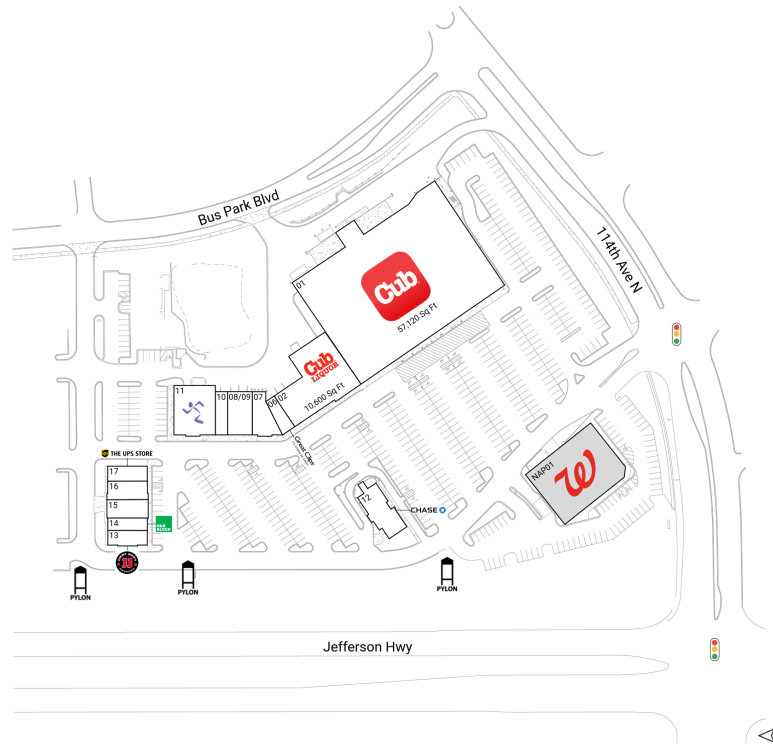 Bus Park Blvd
114th Ave N
01
Cub
57,120 Sq Ft
Cub
LIQUOR
10,600 Sq Ft
11
10
08/09
07
06
02
Great Clips
THE UPS STORE
17
16
15
14
13
H&R
BLOCK
JJ
12
CHASE
NAP01
W
PYLON
PYLON
PYLON
Jefferson Hwy